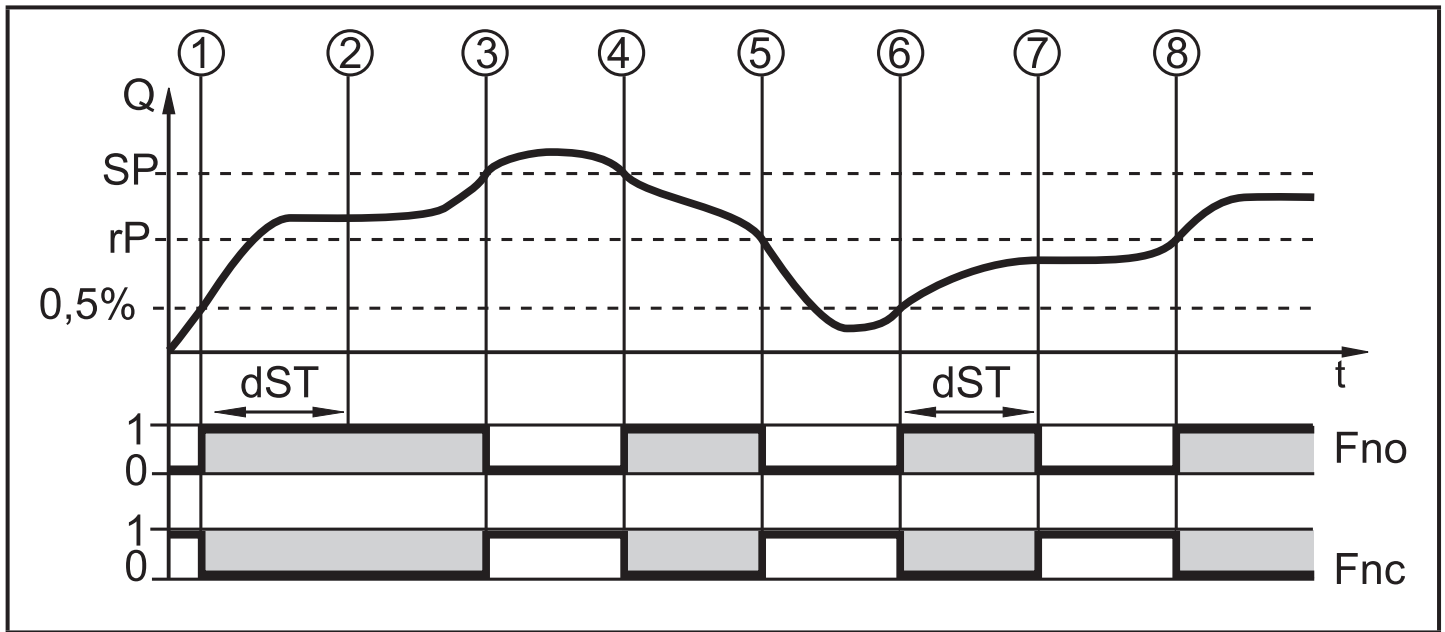 ① ② ③ ④ ⑤ ⑥ ⑦ ⑧
Q
SP
rP
0,5%
t
dST dST
1
0
Fno
1
0
Fnc